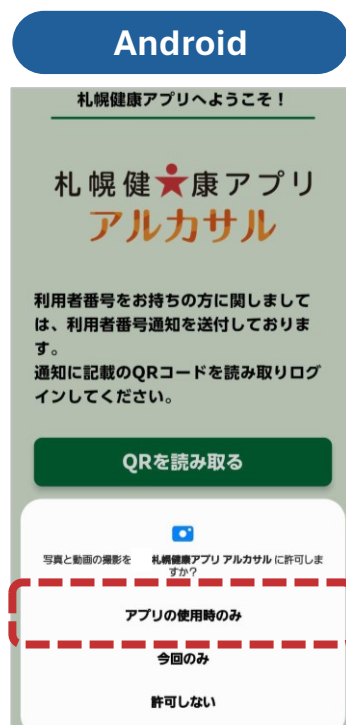 Android
札幌健康アプリへようこそ！
札幌健★康アプリ
アルカサル
利用者番号をお持ちの方に関しまして
は、利用者番号通知を送付しておりま
す。
通知に記載のQRコードを読み取りログ
インしてください。
QRを読み取る
写真と動画の撮影を 札幌健康アプリ アルカサル に許可しま
すか？
アプリの使用時のみ
今回のみ
許可しない